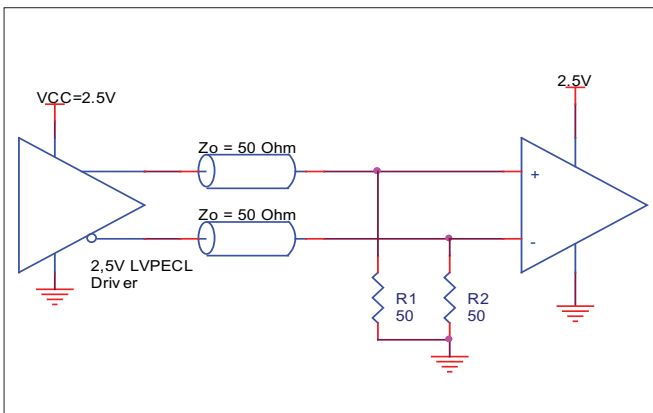 VCC=2.5V
2.5V
Zo = 50 Ohm
+
Zo = 50 Ohm
-
2,5V LVPECL
Driver
R1
50
R2
50